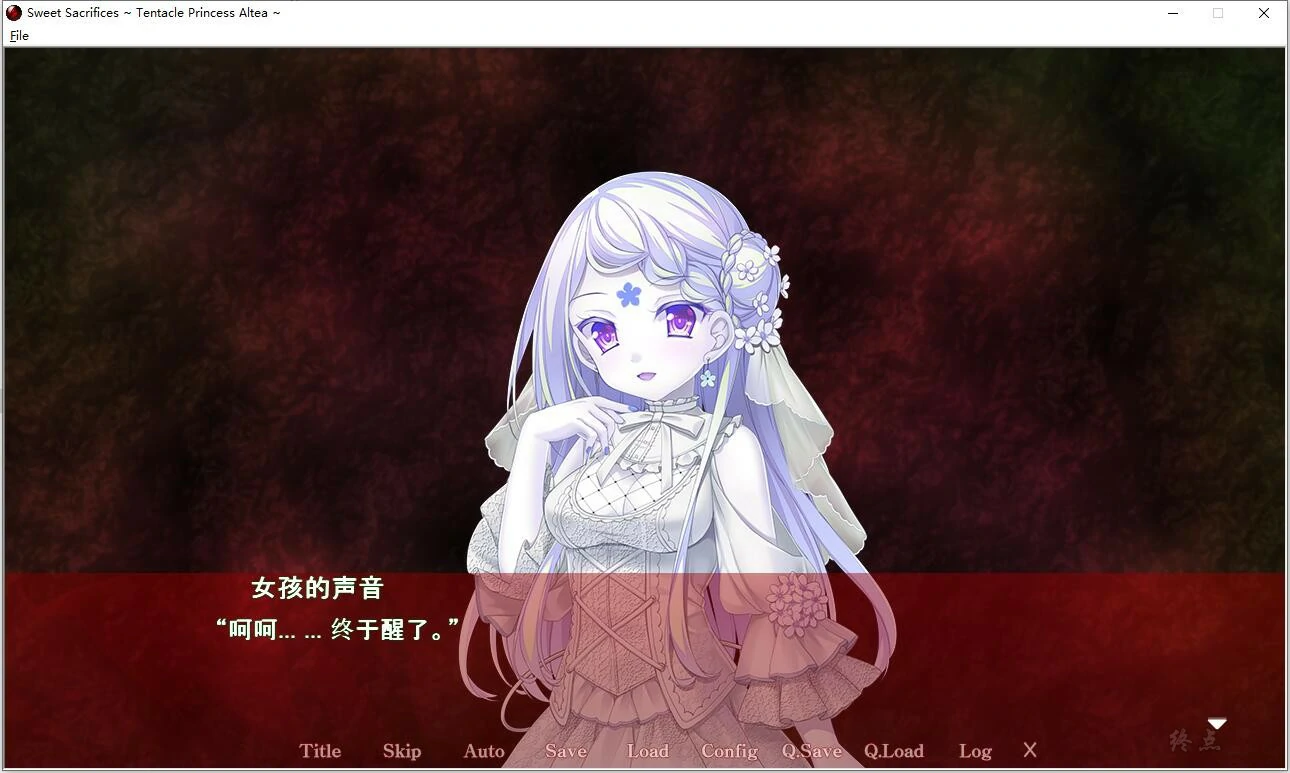 Sweet Sacrifices ~ Tentacle Princess Altea ~
File
女孩的声音
“呵呵... ... 终于醒了。”
终点
Title Skip Auto Save Load Config Q.Save Q.Load Log X